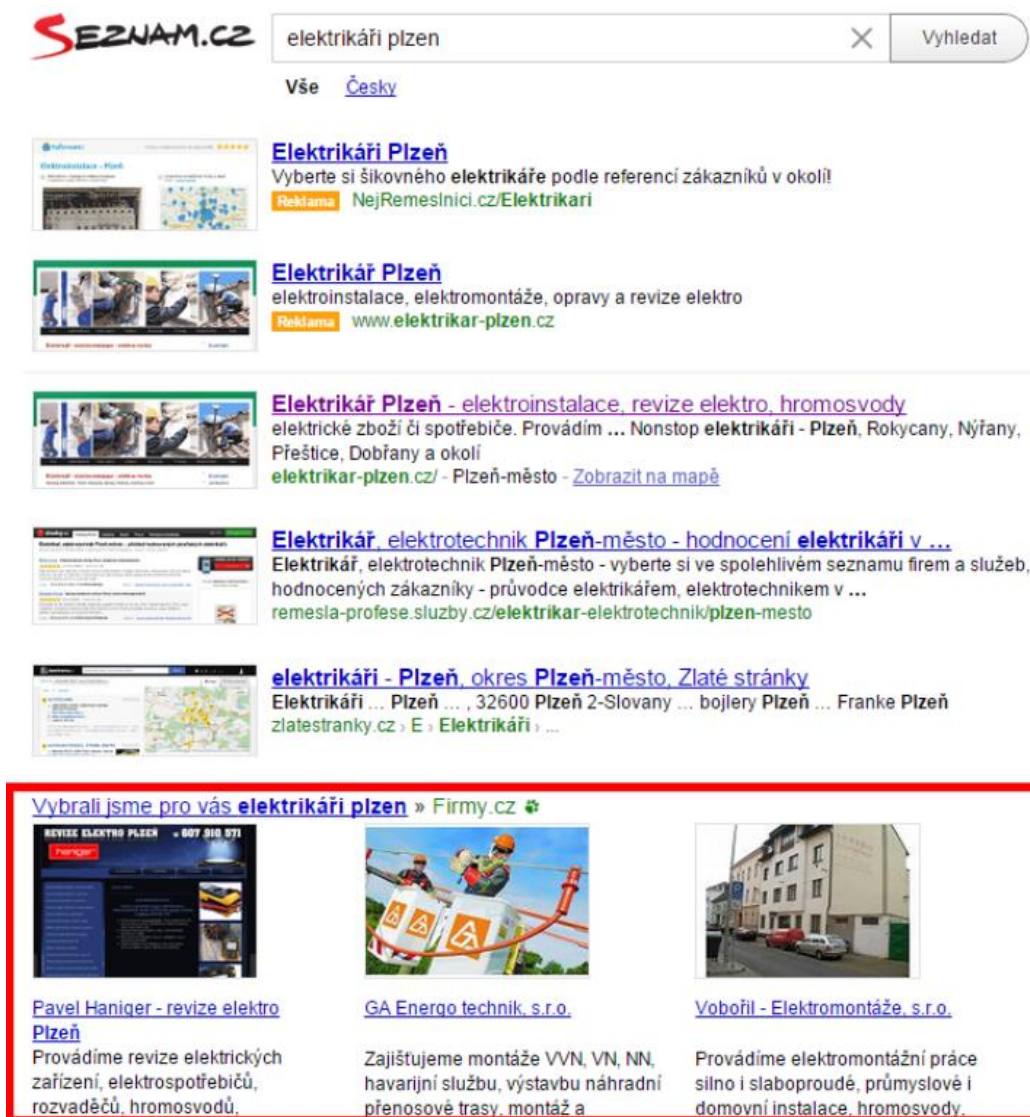 SEZNAM.CZ
elektrikáři plzen
Vyhledat
Vše Česky
Elektrikáři Plzeň
Vyberte si šikovného elektrikáře podle referencí zákazníků v okolí!
Reklama NejRemeslnici.cz/Elektrikari
Elektrikář Plzeň
elektroinstalace, elektromontáže, opravy a revize elektro
Reklama www.elektrikar-plzen.cz
Elektrikář Plzeň - elektroinstalace, revize elektro, hromosvody
elektrické zboží či spotřebiče. Provádím ... Nonstop elektrikáři - Plzeň, Rokycany, Nýřany,
Přeštice, Dobřany a okolí
elektrikar-plzen.cz/ - Plzeň-město - Zobrazit na mapě
Elektrikář, elektrotechnik Plzeň-město - hodnocení elektrikáři v ...
Elektrikář, elektrotechnik Plzeň-město - vyberte si ve spolehlivém seznamu firem a služeb,
hodnocených zákazníky - průvodce elektrikářem, elektrotechnikem v ...
remesla-profese.sluzby.cz/elektrikar-elektrotechnik/plzen-mesto
elektrikáři - Plzeň, okres Plzeň-město, Zlaté stránky
Elektrikáři ... Plzeň ... , 32600 Plzeň 2-Slovany ... bojlery Plzeň ... Franke Plzeň
zlatestranky.cz › E › Elektrikáři › ...
Vybrali jsme pro vás elektrikáři plzen » Firmy.cz
REVIZE ELEKTRO PLZEŇ 607 910 571
haniger
Pavel Haniger - revize elektro
Plzeň
Provádíme revize elektrických
zařízení, elektrospotřebičů,
rozvaděčů, hromosvodů,
GA Energo technik, s.r.o.
Zajišťujeme montáže VVN, VN, NN,
havarijní službu, výstavbu náhradní
přenosové trasy, montáž a
Vobořil - Elektromontáže, s.r.o.
Provádíme elektromontážní práce
silno i slaboproudé, průmyslové i
domovní instalace, hromosvody.